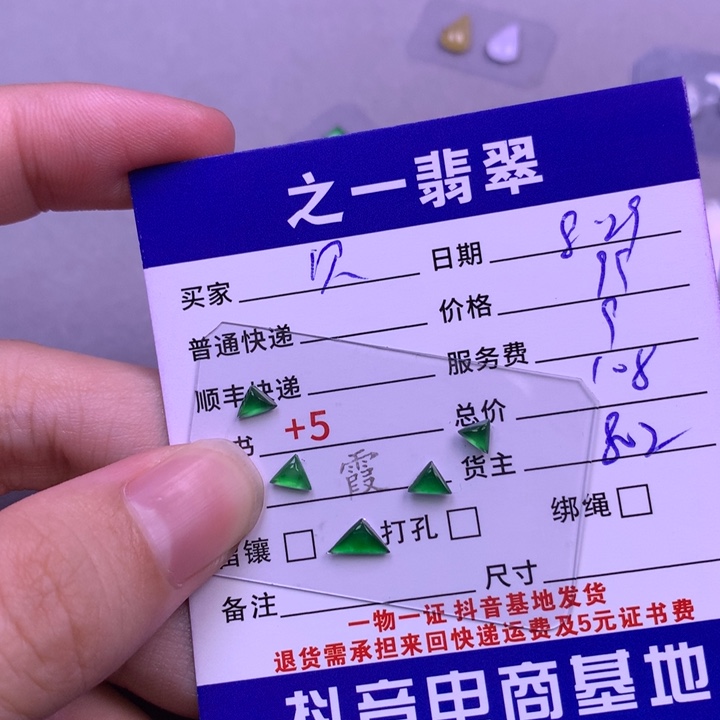 之一翡翠
买家 日期 8-29
普通快递 价格
顺丰快递 服务费
书 +5 总价 108
霞 货主 802
镶 打孔 绑绳
备注 尺寸
一物一证 抖音基地发货
退货需承担来回快递运费及5元证书费
抖音电商基地